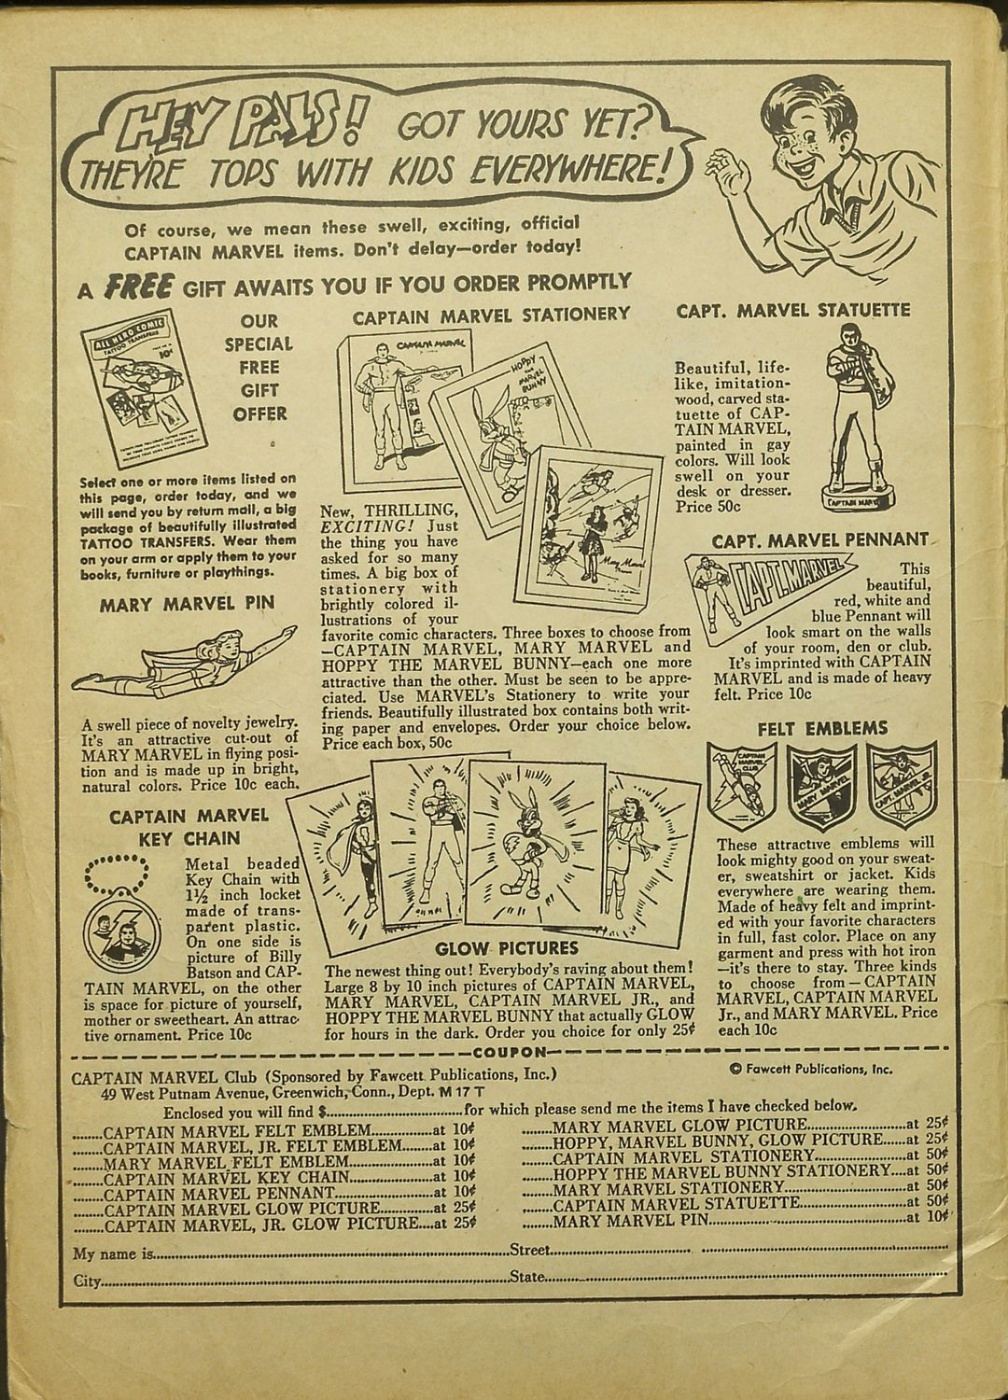 HEY PALS! GOT YOURS YET?
THEY'RE TOPS WITH KIDS EVERYWHERE!
Of course, we mean these swell, exciting, official
CAPTAIN MARVEL items. Don't delay—order today!
A FREE GIFT AWAITS YOU IF YOU ORDER PROMPTLY
ALL HERO COMIC
TATTOO TRANSFERS
10¢
OUR
SPECIAL
FREE
GIFT
OFFER
Select one or more items listed on
this page, order today, and we
will send you by return mail, a big
package of beautifully illustrated
TATTOO TRANSFERS. Wear them
on your arm or apply them to your
books, furniture or playthings.
MARY MARVEL PIN
A swell piece of novelty jewelry.
It's an attractive cut-out of
MARY MARVEL in flying posi-
tion and is made up in bright,
natural colors. Price 10c each.
CAPTAIN MARVEL
KEY CHAIN
Metal beaded
Key Chain with
1½ inch locket
made of trans-
parent plastic.
On one side is
picture of Billy
Batson and CAP-
TAIN MARVEL, on the other
is space for picture of yourself,
mother or sweetheart. An attrac-
tive ornament. Price 10c
CAPTAIN MARVEL STATIONERY
CAPTAIN MARVEL
HOPPY
THE
MARVEL
BUNNY
Mary Marvel
New, THRILLING,
EXCITING! Just
the thing you have
asked for so many
times. A big box of
stationery with
brightly colored il-
lustrations of your
favorite comic characters. Three boxes to choose from
—CAPTAIN MARVEL, MARY MARVEL and
HOPPY THE MARVEL BUNNY—each one more
attractive than the other. Must be seen to be appre-
ciated. Use MARVEL's Stationery to write your
friends. Beautifully illustrated box contains both writ-
ing paper and envelopes. Order your choice below.
Price each box, 50c
GLOW PICTURES
The newest thing out! Everybody's raving about them!
Large 8 by 10 inch pictures of CAPTAIN MARVEL,
MARY MARVEL, CAPTAIN MARVEL JR., and
HOPPY THE MARVEL BUNNY that actually GLOW
for hours in the dark. Order you choice for only 25¢
CAPT. MARVEL STATUETTE
Beautiful, life-
like, imitation-
wood, carved sta-
tuette of CAP-
TAIN MARVEL,
painted in gay
colors. Will look
swell on your
desk or dresser.
Price 50c
CAPTAIN MARVEL
CAPT. MARVEL PENNANT
CAPT. MARVEL
This
beautiful,
red, white and
blue Pennant will
look smart on the walls
of your room, den or club.
It's imprinted with CAPTAIN
MARVEL and is made of heavy
felt. Price 10c
FELT EMBLEMS
CAPTAIN
MARVEL
CLUB
MARY MARVEL
CAPT. MARVEL JR.
These attractive emblems will
look mighty good on your sweat-
er, sweatshirt or jacket. Kids
everywhere are wearing them.
Made of heavy felt and imprint-
ed with your favorite characters
in full, fast color. Place on any
garment and press with hot iron
—it's there to stay. Three kinds
to choose from—CAPTAIN
MARVEL, CAPTAIN MARVEL
Jr., and MARY MARVEL. Price
each 10c
COUPON
CAPTAIN MARVEL Club (Sponsored by Fawcett Publications, Inc.)
49 West Putnam Avenue, Greenwich, Conn., Dept. M 17 T
© Fawcett Publications, Inc.
Enclosed you will find $..........for which please send me the items I have checked below.
........CAPTAIN MARVEL FELT EMBLEM..........at 10¢
........CAPTAIN MARVEL, JR. FELT EMBLEM........at 10¢
........MARY MARVEL FELT EMBLEM..........at 10¢
........CAPTAIN MARVEL KEY CHAIN..........at 10¢
........CAPTAIN MARVEL PENNANT..........at 10¢
........CAPTAIN MARVEL GLOW PICTURE..........at 25¢
........CAPTAIN MARVEL, JR. GLOW PICTURE....at 25¢
........MARY MARVEL GLOW PICTURE..........at 25¢
........HOPPY, MARVEL BUNNY, GLOW PICTURE......at 25¢
........CAPTAIN MARVEL STATIONERY..........at 50¢
........HOPPY THE MARVEL BUNNY STATIONERY....at 50¢
........MARY MARVEL STATIONERY..........at 50¢
........CAPTAIN MARVEL STATUETTE..........at 50¢
........MARY MARVEL PIN..........at 10¢
My name is..........Street..........
City..........State..........